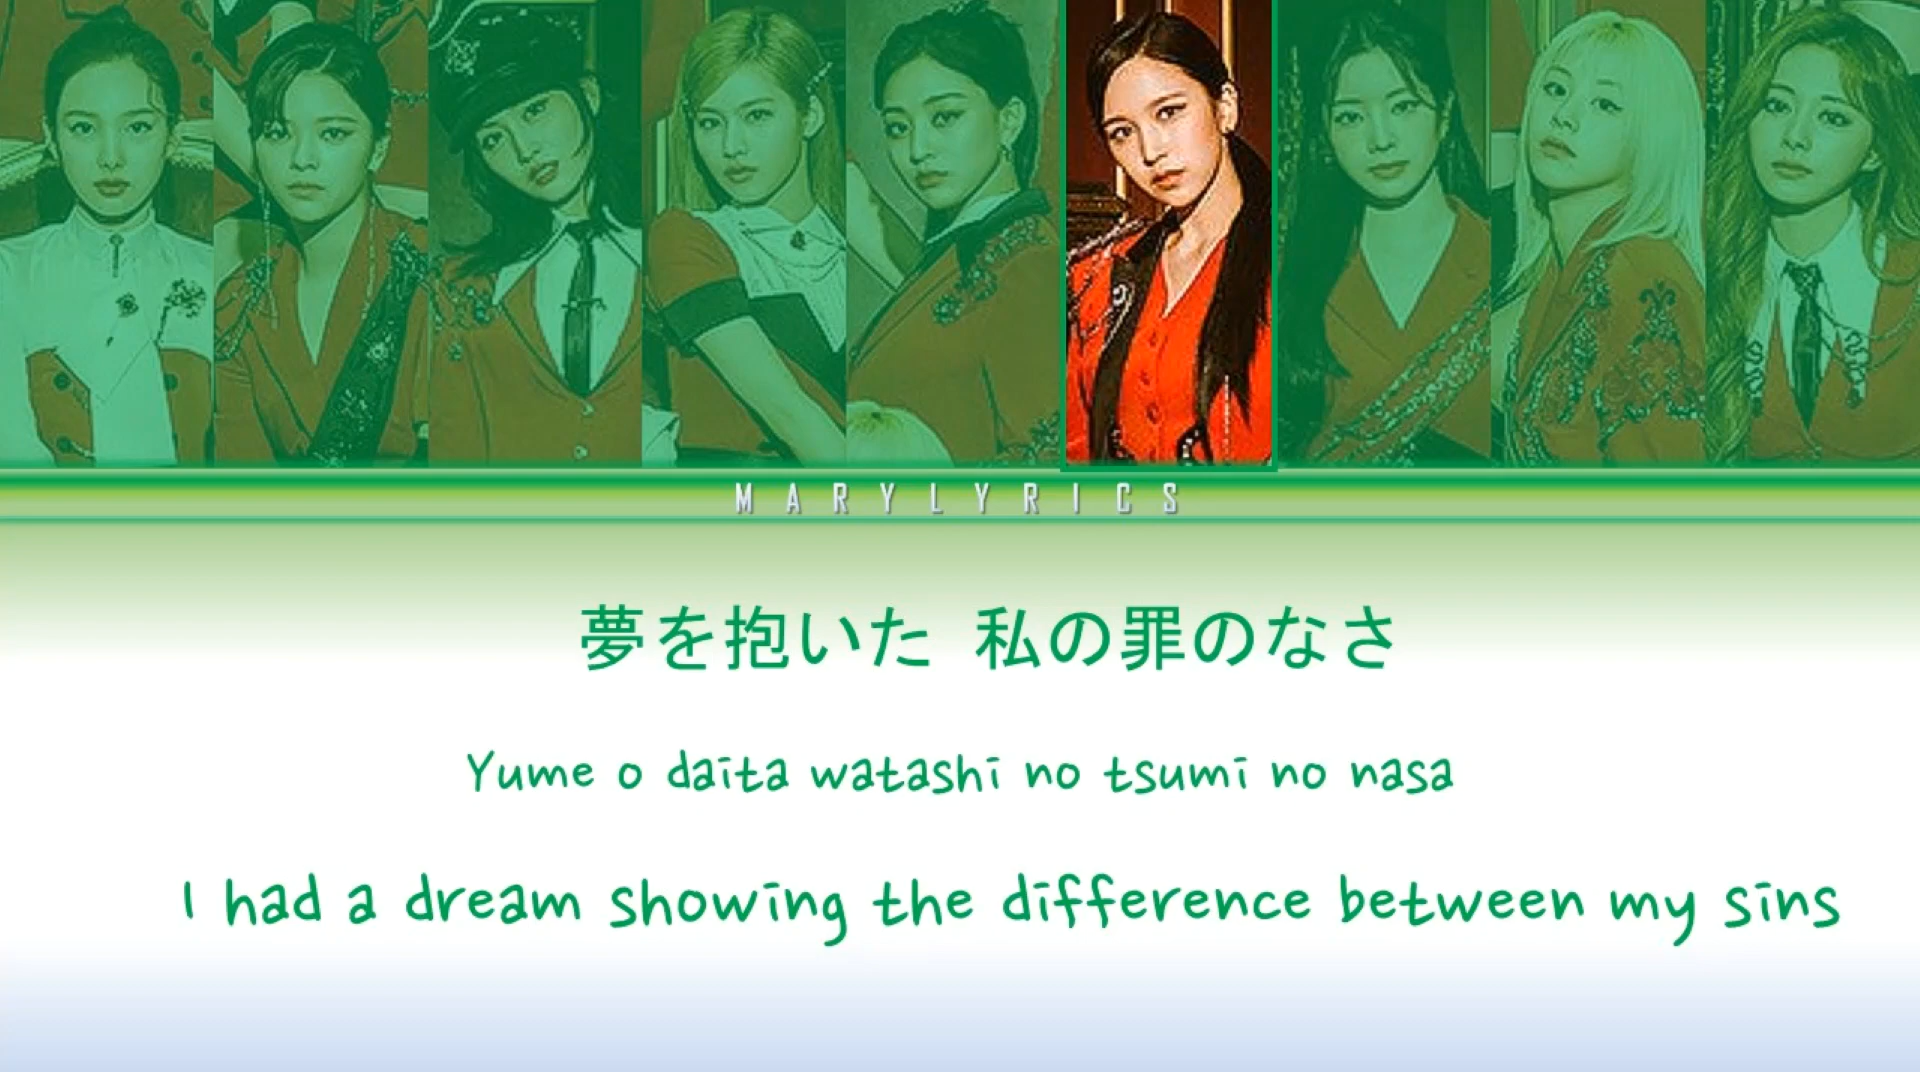 MARYLYRICS
夢を抱いた 私の罪のなさ
Yume o daita watashi no tsumi no nasa
I had a dream showing the difference between my sins